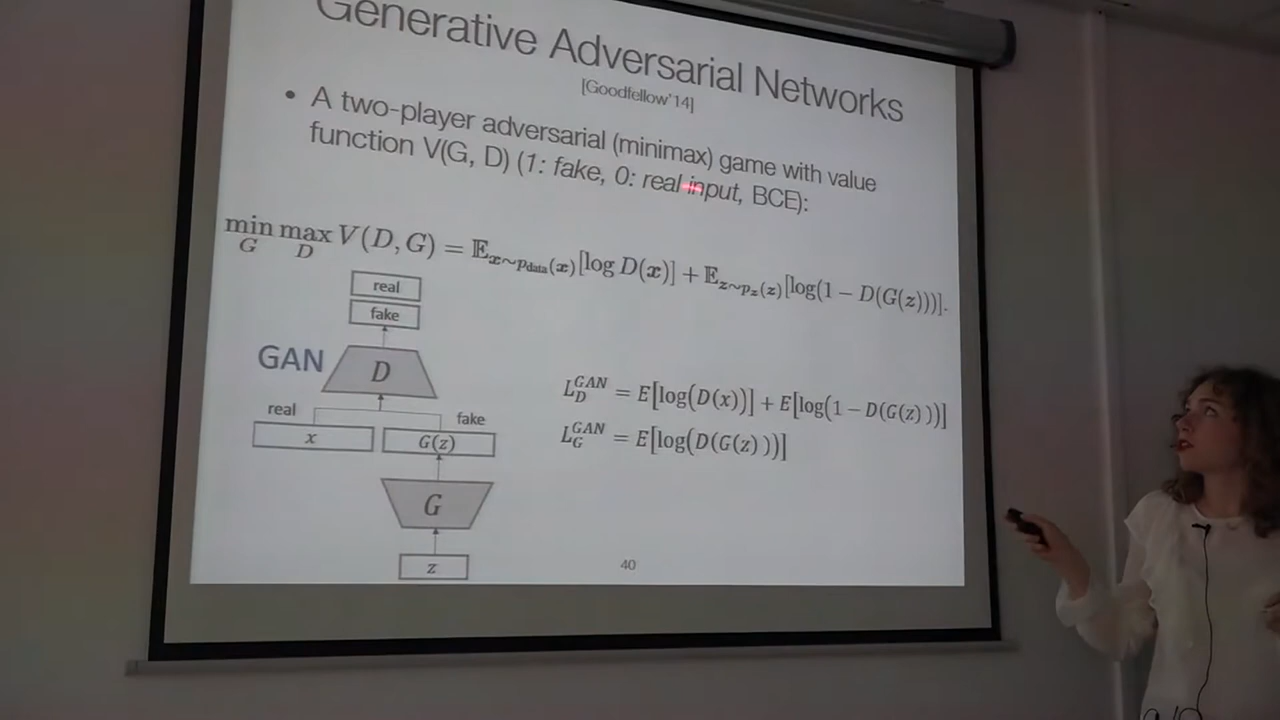 Generative Adversarial Networks
[Goodfellow'14]
• A two-player adversarial (minimax) game with value
function V(G, D) (1: fake, 0: real input, BCE):
min_G max_D V(D, G) = 𝔼_{x∼p_data(x)}[log D(x)] + 𝔼_{z∼p_z(z)}[log(1 − D(G(z)))].
real
fake
GAN
D
real
fake
x
G(z)
G
z
L_D^{GAN} = E[log(D(x))] + E[log(1 − D(G(z)))]
L_G^{GAN} = E[log(D(G(z)))]
40